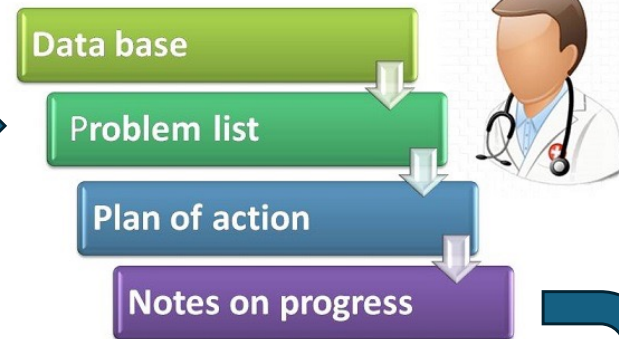 Data base
Problem list
Plan of action
Notes on progress